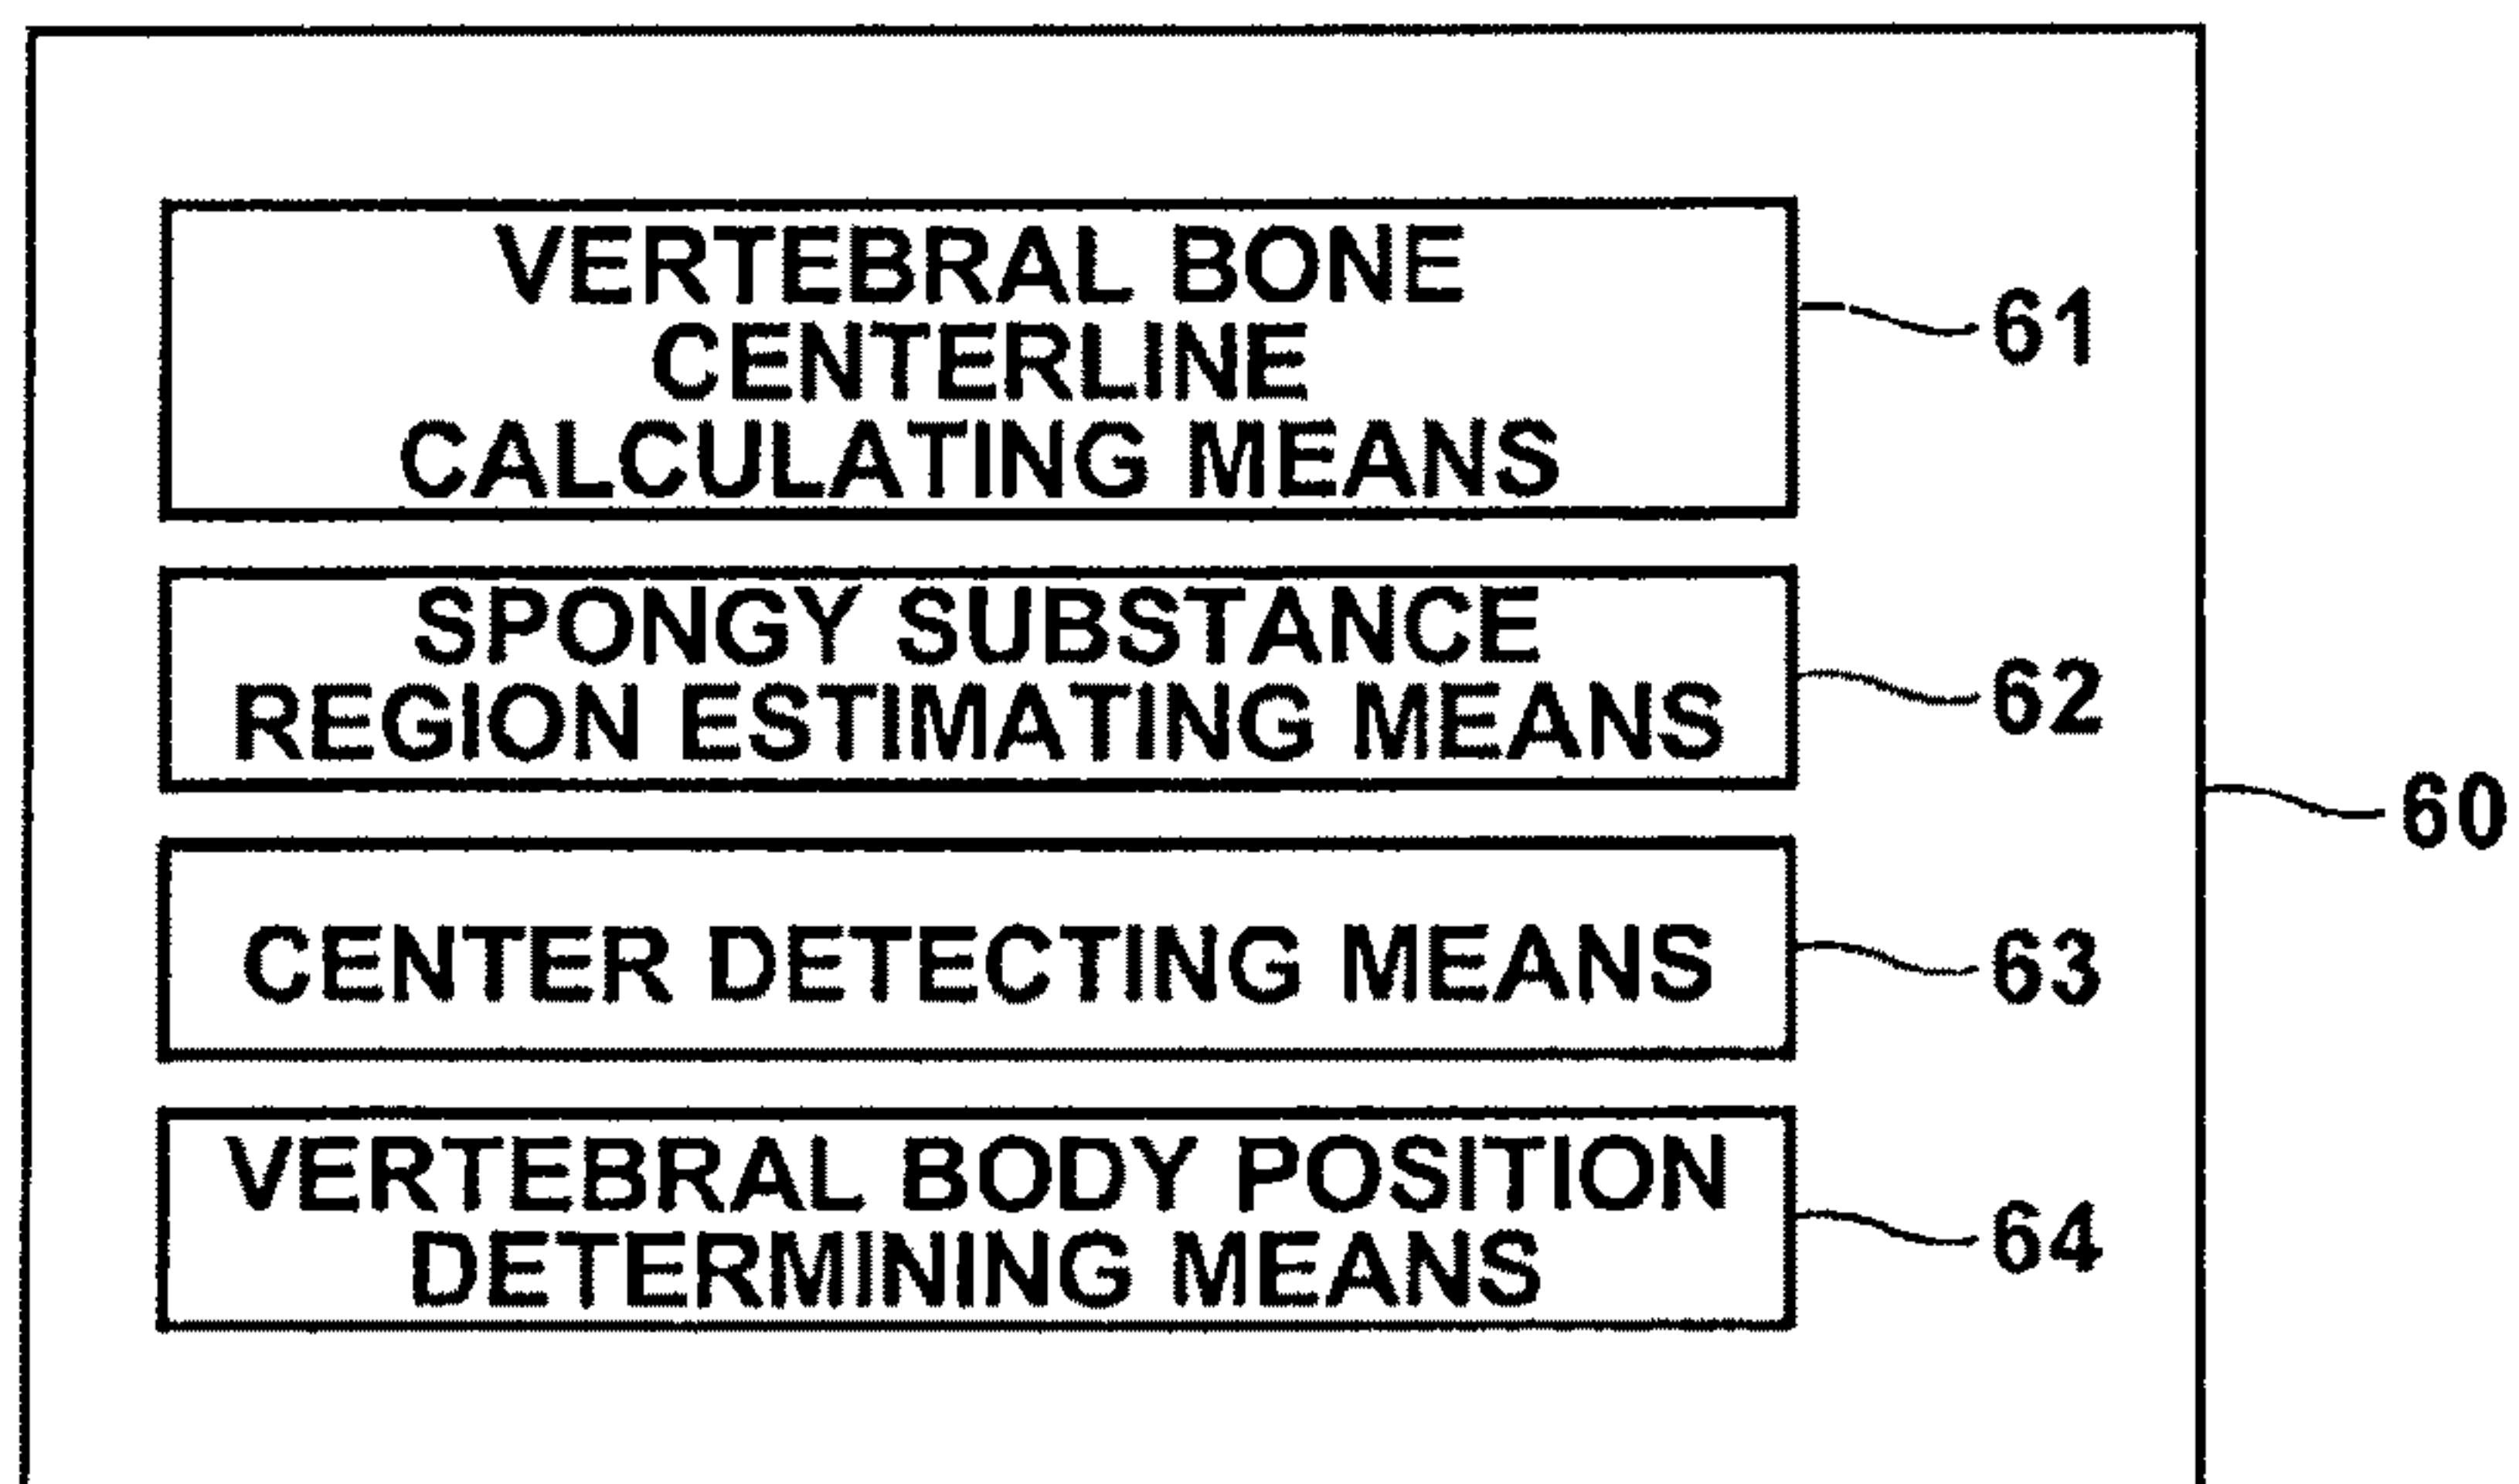 VERTEBRAL BONE
CENTERLINE
CALCULATING MEANS
61
SPONGY SUBSTANCE
REGION ESTIMATING MEANS
62
60
CENTER DETECTING MEANS
63
VERTEBRAL BODY POSITION
DETERMINING MEANS
64